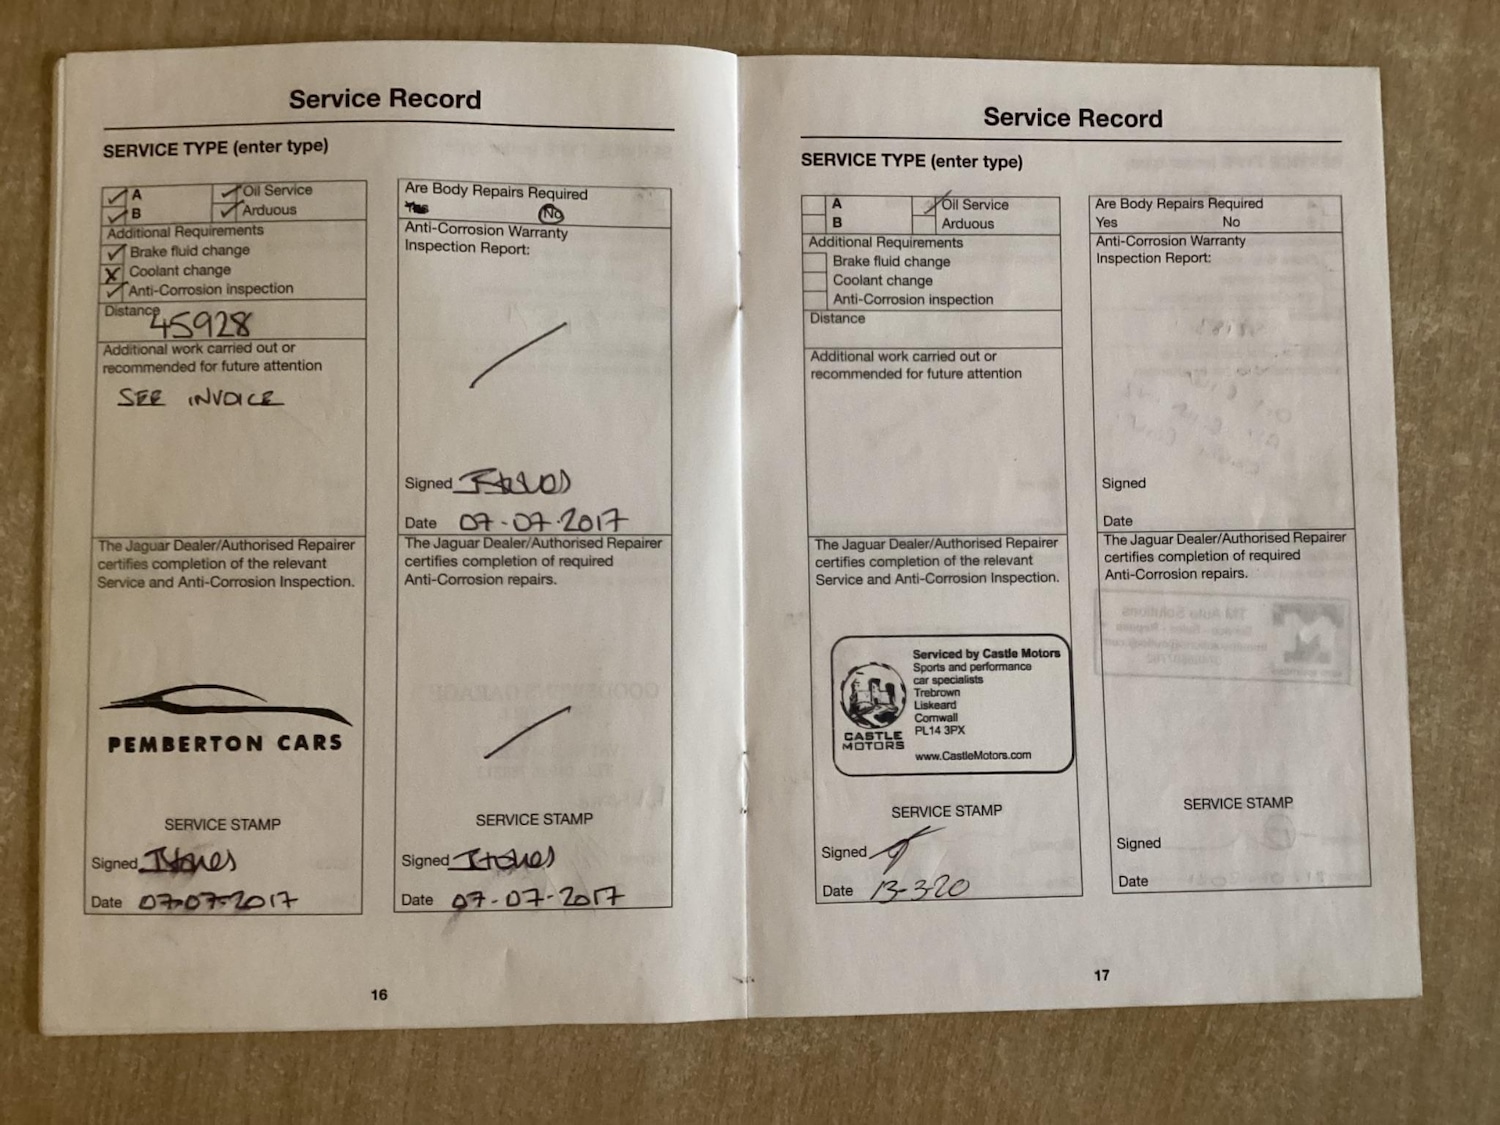 Service Record
SERVICE TYPE (enter type)
A
Oil Service
B
Arduous
Additional Requirements
Brake fluid change
Coolant change
Anti-Corrosion inspection
Distance
45928
Additional work carried out or
recommended for future attention
SEE INVOICE
The Jaguar Dealer/Authorised Repairer
certifies completion of the relevant
Service and Anti-Corrosion Inspection.
PEMBERTON CARS
SERVICE STAMP
Signed
Date 07-07-2017
Are Body Repairs Required
Yes No
Anti-Corrosion Warranty
Inspection Report:
Signed
Date 07-07-2017
The Jaguar Dealer/Authorised Repairer
certifies completion of required
Anti-Corrosion repairs.
SERVICE STAMP
Signed
Date 07-07-2017
16
Service Record
SERVICE TYPE (enter type)
A
Oil Service
B
Arduous
Additional Requirements
Brake fluid change
Coolant change
Anti-Corrosion inspection
Distance
Additional work carried out or
recommended for future attention
The Jaguar Dealer/Authorised Repairer
certifies completion of the relevant
Service and Anti-Corrosion Inspection.
CASTLE
MOTORS
Serviced by Castle Motors
Sports and performance
car specialists
Trebrown
Liskeard
Cornwall
PL14 3PX
www.CastleMotors.com
SERVICE STAMP
Signed
Date 13-3-20
Are Body Repairs Required
Yes No
Anti-Corrosion Warranty
Inspection Report:
Signed
Date
The Jaguar Dealer/Authorised Repairer
certifies completion of required
Anti-Corrosion repairs.
SERVICE STAMP
Signed
Date
17